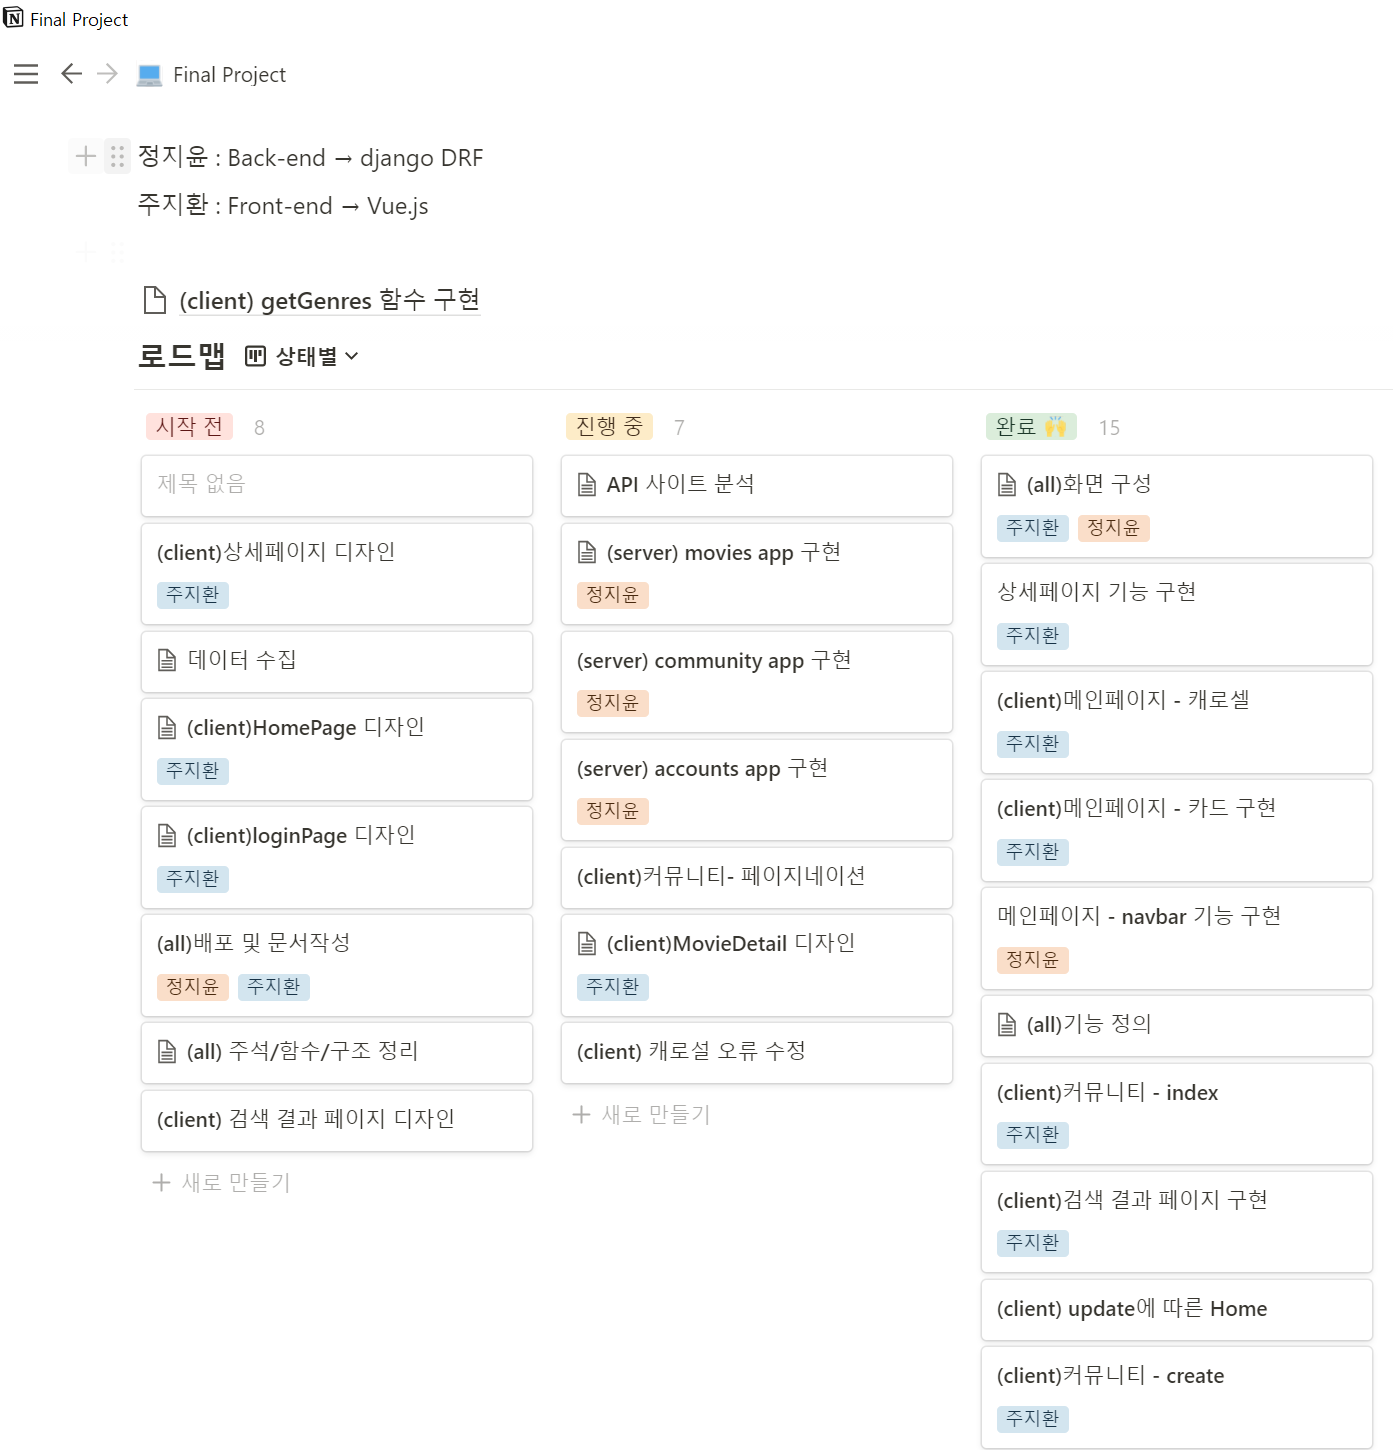 Final Project
Final Project
정지윤 : Back-end → django DRF
주지환 : Front-end → Vue.js
(client) getGenres 함수 구현
로드맵 상태별
시작 전 8
제목 없음
(client)상세페이지 디자인
주지환
데이터 수집
(client)HomePage 디자인
주지환
(client)loginPage 디자인
주지환
(all)배포 및 문서작성
정지윤 주지환
(all) 주석/함수/구조 정리
(client) 검색 결과 페이지 디자인
+ 새로 만들기
진행 중 7
API 사이트 분석
(server) movies app 구현
정지윤
(server) community app 구현
정지윤
(server) accounts app 구현
정지윤
(client)커뮤니티- 페이지네이션
(client)MovieDetail 디자인
주지환
(client) 캐로설 오류 수정
+ 새로 만들기
완료 🙌 15
(all)화면 구성
주지환 정지윤
상세페이지 기능 구현
주지환
(client)메인페이지 - 캐로셀
주지환
(client)메인페이지 - 카드 구현
주지환
메인페이지 - navbar 기능 구현
정지윤
(all)기능 정의
(client)커뮤니티 - index
주지환
(client)검색 결과 페이지 구현
주지환
(client) update에 따른 Home
(client)커뮤니티 - create
주지환